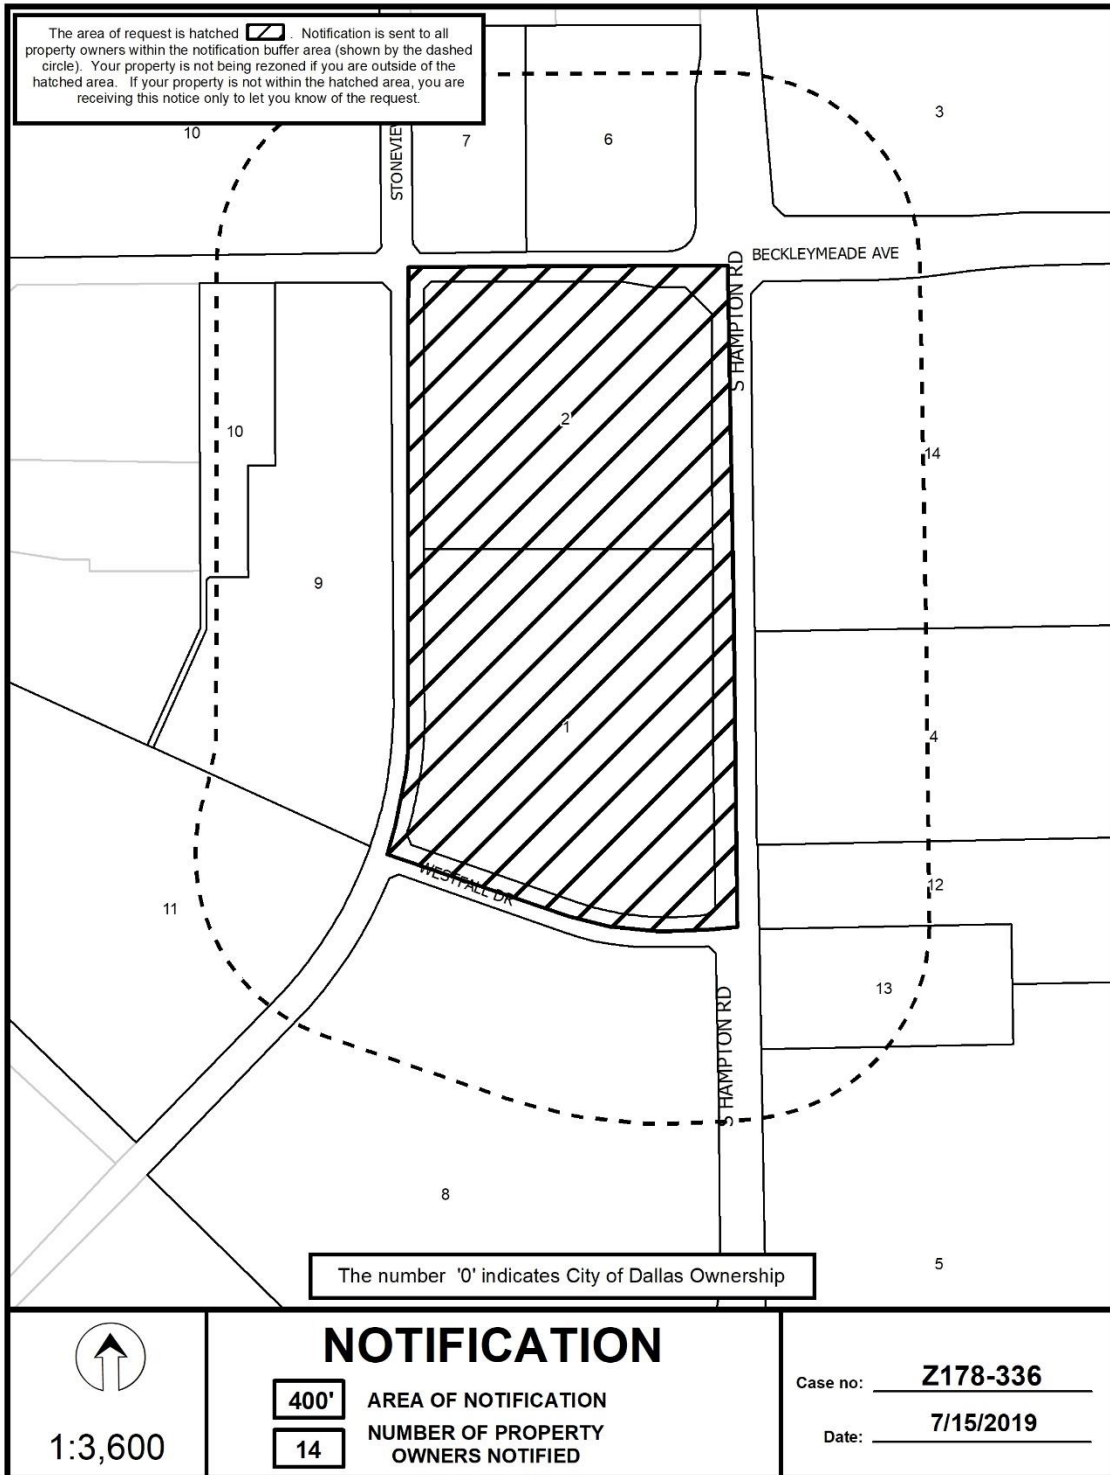 The area of request is hatched . Notification is sent to all
property owners within the notification buffer area (shown by the dashed
circle). Your property is not being rezoned if you are outside of the
hatched area. If your property is not within the hatched area, you are
receiving this notice only to let you know of the request.
3
10
7
6
BECKLEYMEADE AVE
S HAMPTON RD
2
10
14
9
1
4
WESTFALL DR
12
11
13
S HAMPTON RD
8
5
The number '0' indicates City of Dallas Ownership
1:3,600
NOTIFICATION
400' AREA OF NOTIFICATION
14 NUMBER OF PROPERTY
OWNERS NOTIFIED
Case no: Z178-336
Date: 7/15/2019